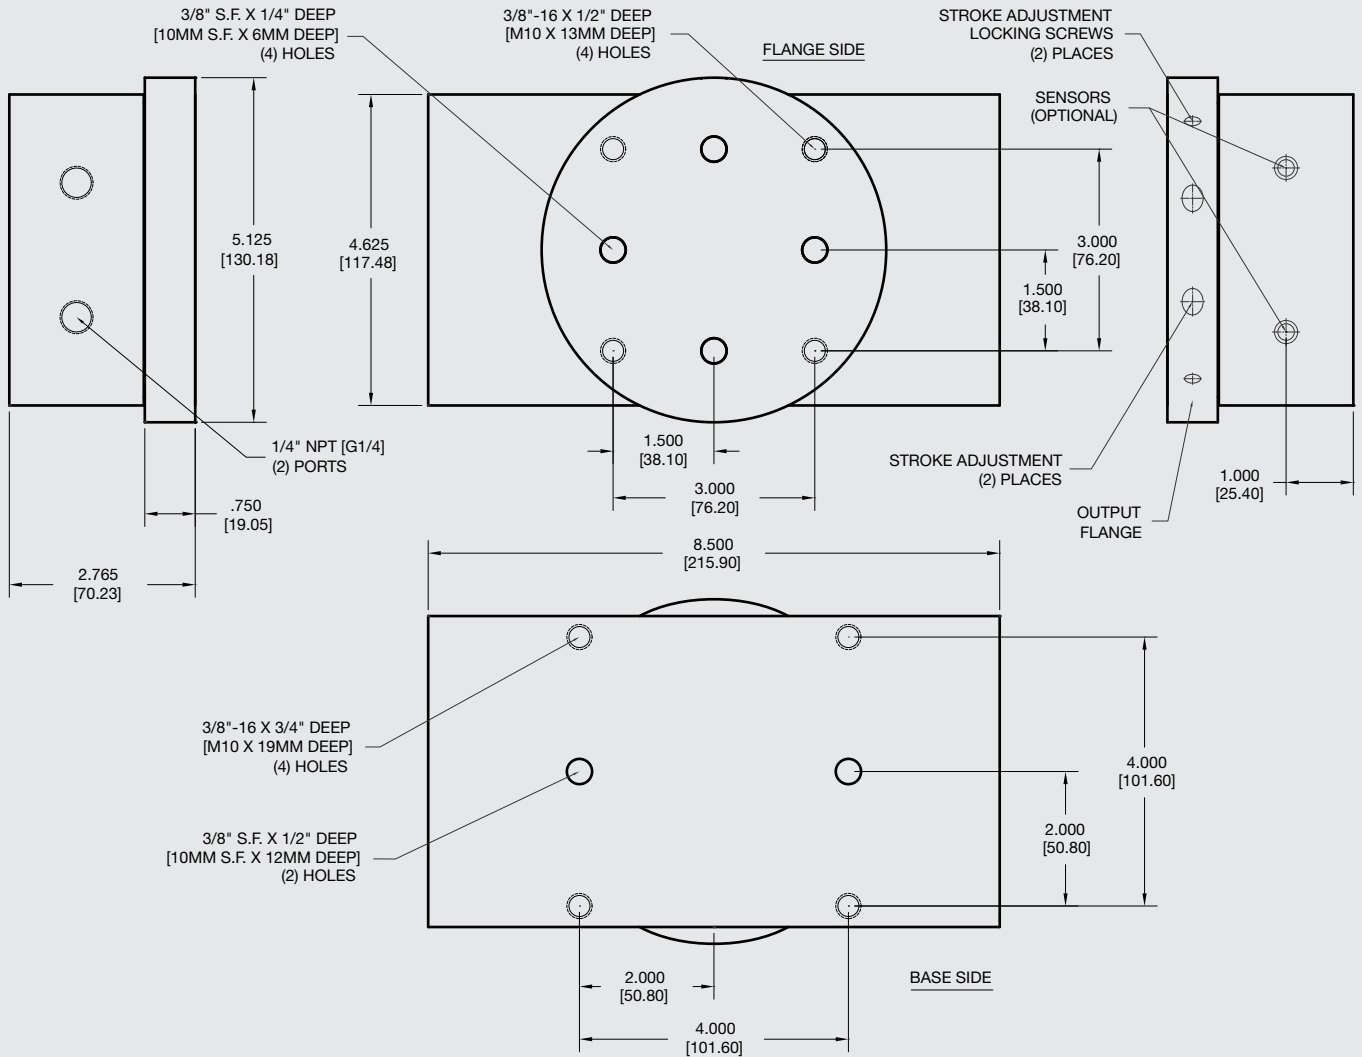 3/8" S.F. X 1/4" DEEP
[10MM S.F. X 6MM DEEP]
(4) HOLES
3/8"-16 X 1/2" DEEP
[M10 X 13MM DEEP]
(4) HOLES
FLANGE SIDE
STROKE ADJUSTMENT
LOCKING SCREWS
(2) PLACES
SENSORS
(OPTIONAL)
5.125
[130.18]
4.625
[117.48]
3.000
[76.20]
1.500
[38.10]
1/4" NPT [G1/4]
(2) PORTS
1.500
[38.10]
3.000
[76.20]
STROKE ADJUSTMENT
(2) PLACES
1.000
[25.40]
OUTPUT
FLANGE
.750
[19.05]
2.765
[70.23]
8.500
[215.90]
3/8"-16 X 3/4" DEEP
[M10 X 19MM DEEP]
(4) HOLES
4.000
[101.60]
2.000
[50.80]
3/8" S.F. X 1/2" DEEP
[10MM S.F. X 12MM DEEP]
(2) HOLES
2.000
[50.80]
BASE SIDE
4.000
[101.60]